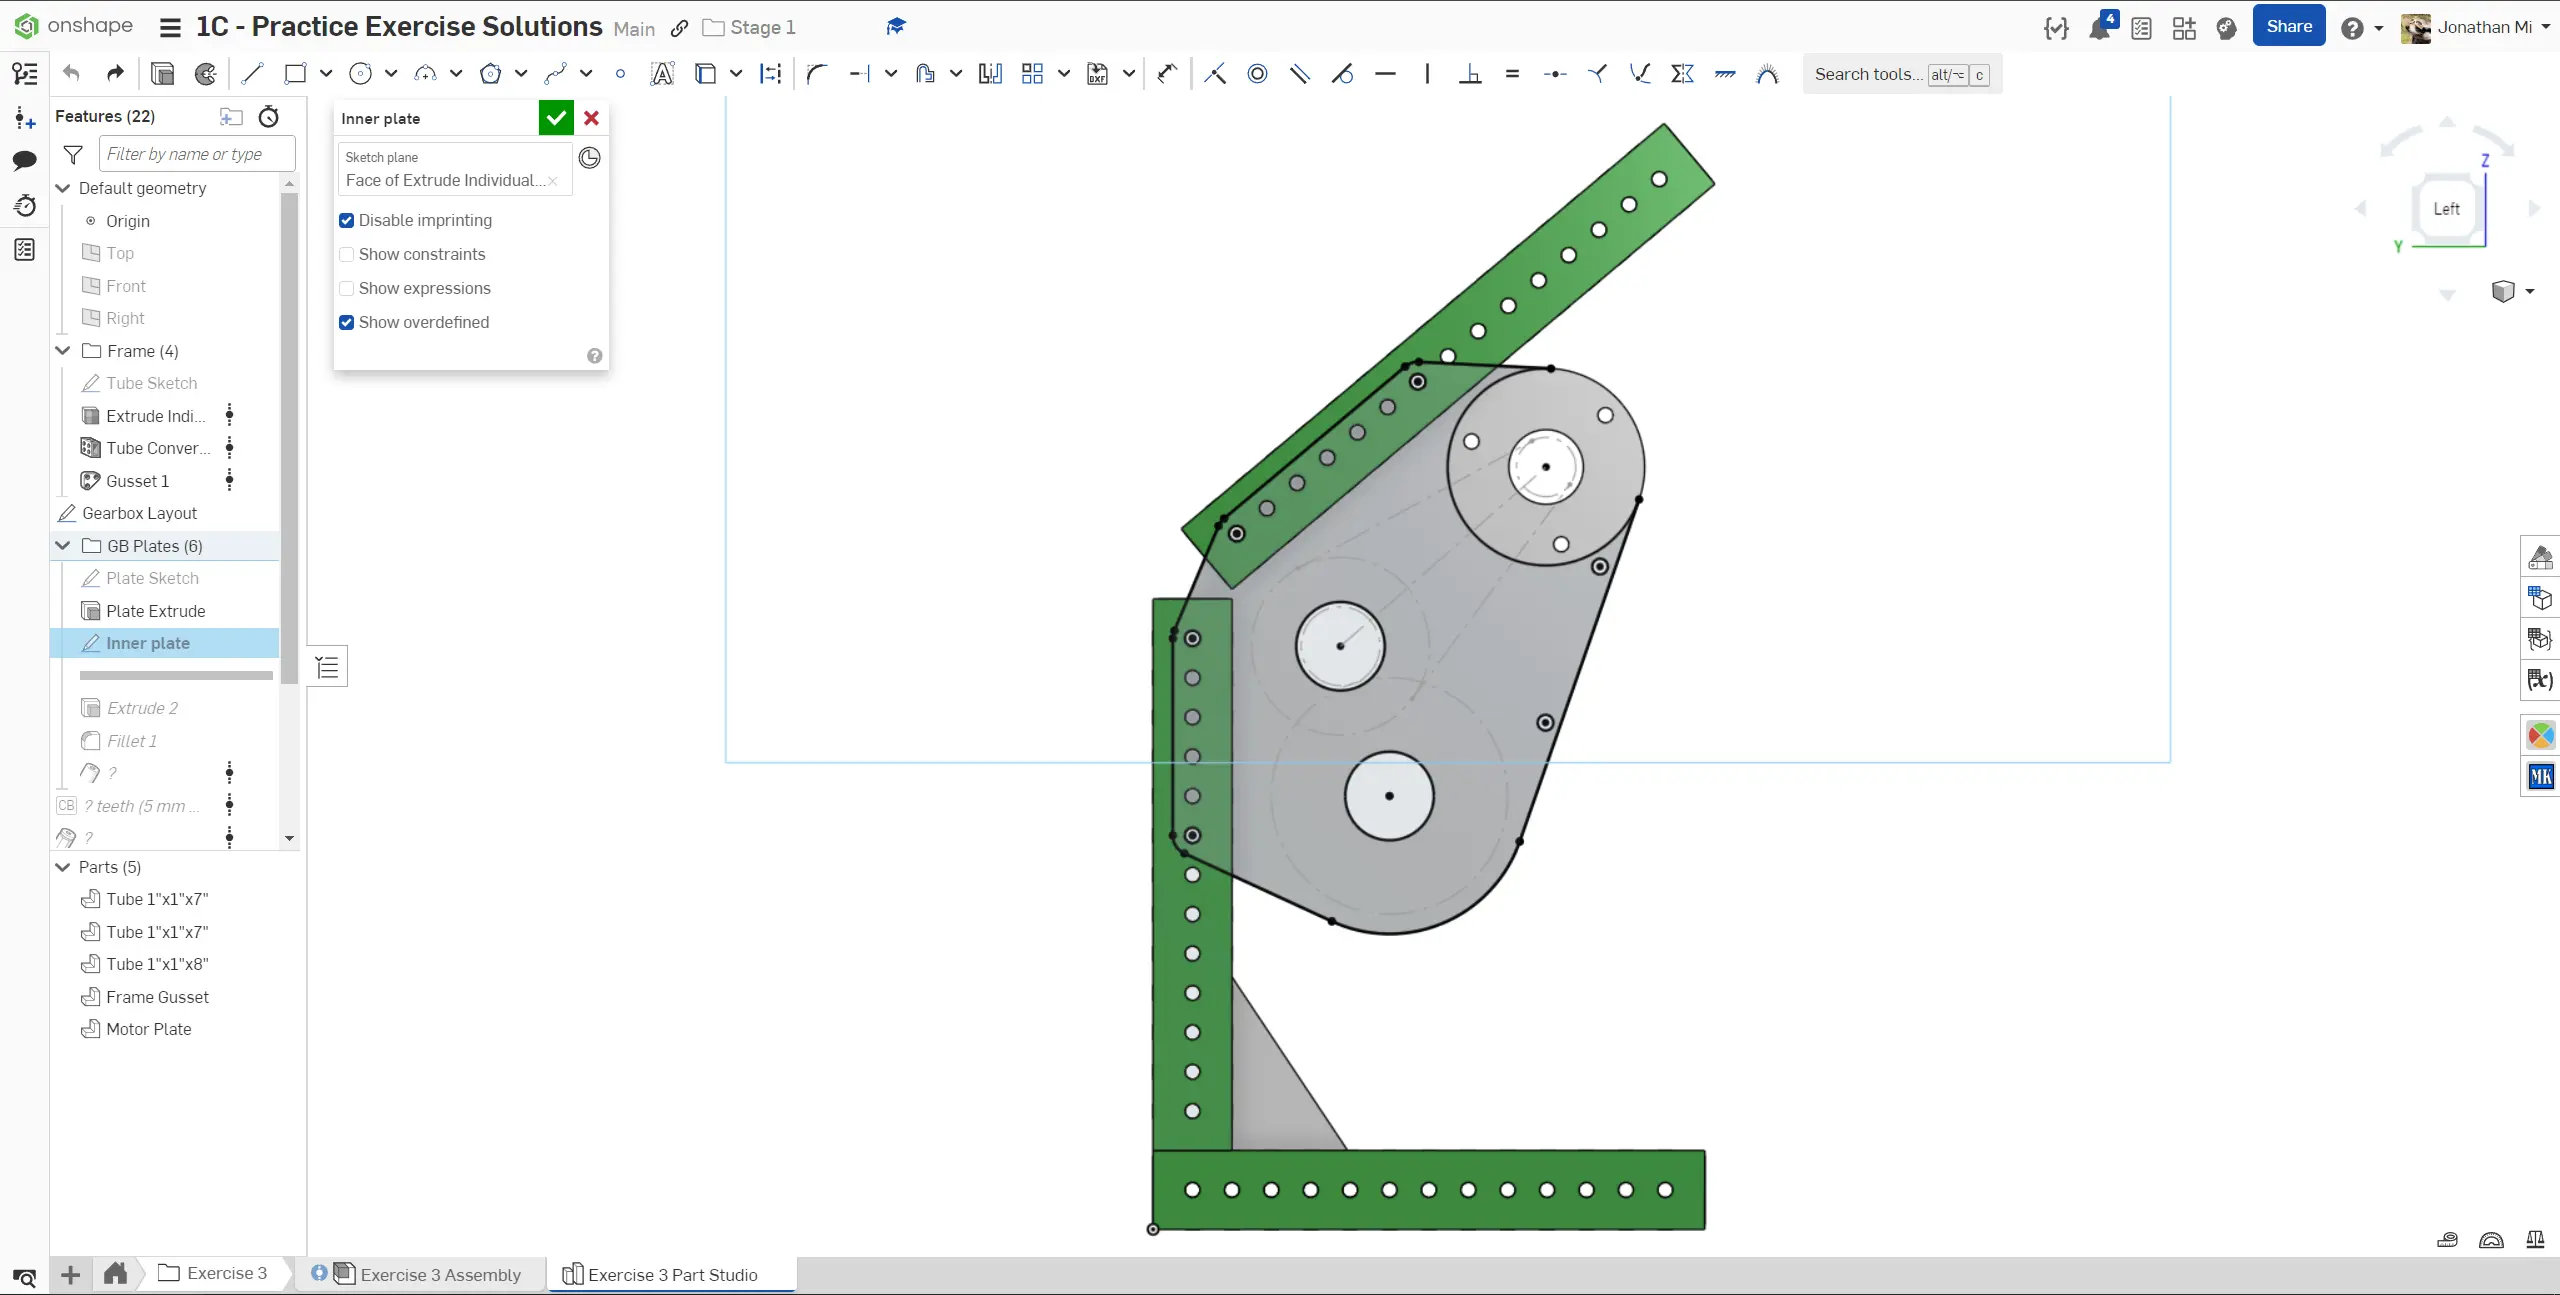 onshape
1C - Practice Exercise Solutions Main Stage 1
4
Share
Jonathan Mi
DXF
Search tools... alt/⌥ c
Features (22)
Filter by name or type
Default geometry
Origin
Top
Front
Right
Frame (4)
Tube Sketch
Extrude Indi...
Tube Conver...
Gusset 1
Gearbox Layout
GB Plates (6)
Plate Sketch
Plate Extrude
Inner plate
Extrude 2
Fillet 1
?
CB ? teeth (5 mm ...
?
Parts (5)
Tube 1"x1"x7"
Tube 1"x1"x7"
Tube 1"x1"x8"
Frame Gusset
Motor Plate
Inner plate
Sketch plane
Face of Extrude Individual...
Disable imprinting
Show constraints
Show expressions
Show overdefined
Z
Left
Y
(x)
MK
Exercise 3
Exercise 3 Assembly
Exercise 3 Part Studio